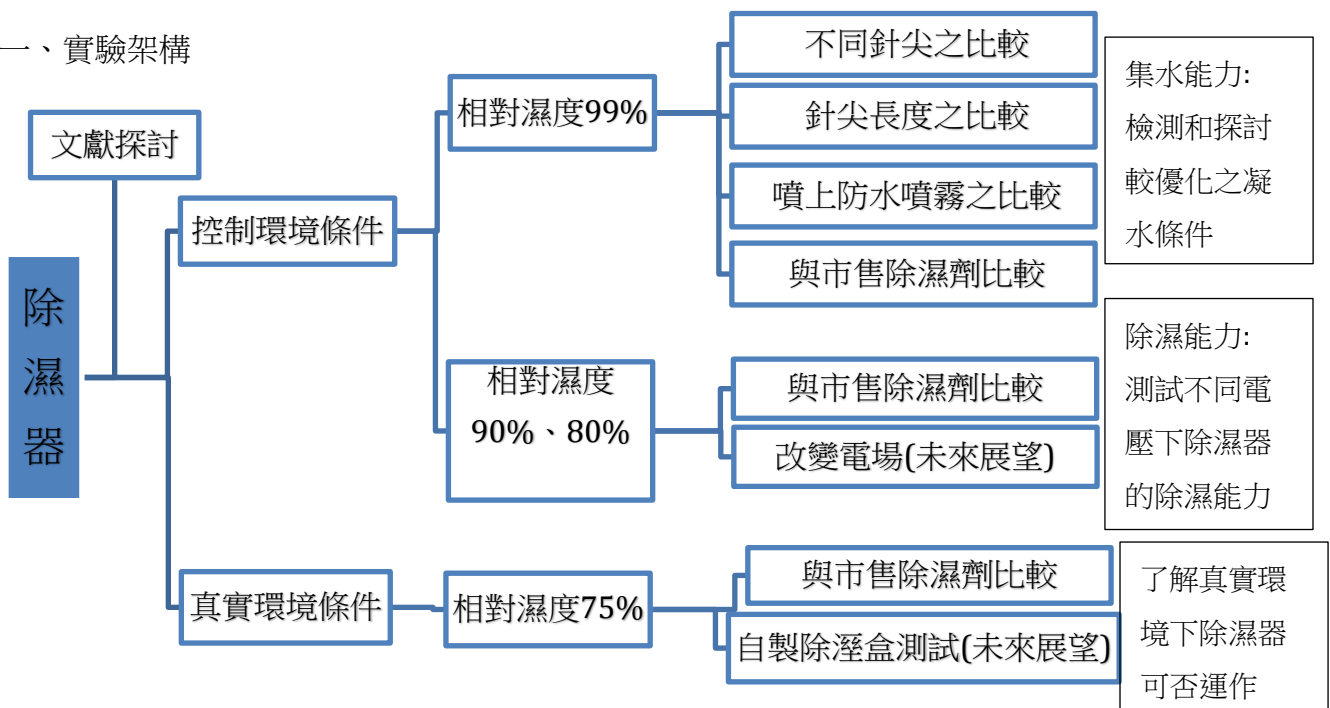 一、實驗架構
文獻探討
除
濕
器
控制環境條件
真實環境條件
相對濕度99%
相對濕度
90%、80%
相對濕度75%
不同針尖之比較
針尖長度之比較
噴上防水噴霧之比較
與市售除濕劑比較
與市售除濕劑比較
改變電場(未來展望)
與市售除濕劑比較
自製除溼盒測試(未來展望)
集水能力:
檢測和探討
較優化之凝
水條件
除濕能力:
測試不同電
壓下除濕器
的除濕能力
了解真實環
境下除濕器
可否運作